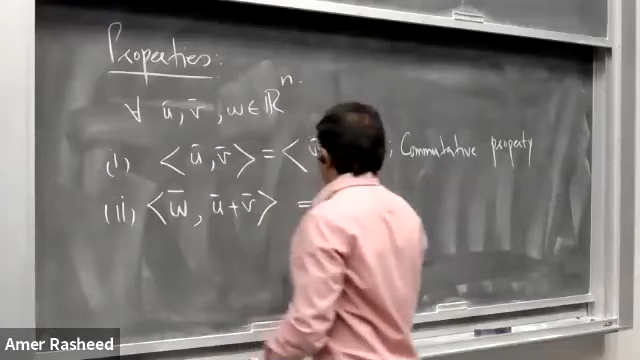 Properties:
∀ ū, v̄, w ∈ ℝⁿ.
(i) <ū, v̄> = <v̄ ; Commutative property
(ii) <w̄, ū + v̄> =
Amer Rasheed